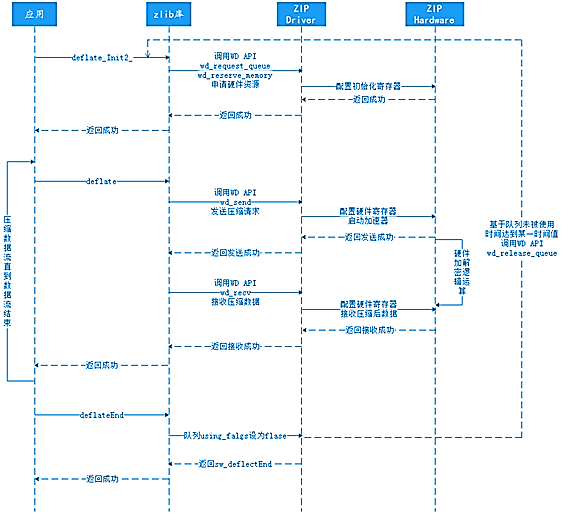 应用
zlib库
ZIP
Driver
ZIP
Hardware
deflate_Init2_
调用WD API
wd_request_queue
wd_reserve_memory
申请硬件资源
配置初始化寄存器
返回成功
返回成功
返回成功
deflate
调用WD API
wd_send
发送压缩请求
配置硬件寄存器
启动加速器
返回发送成功
返回发送成功
基于队列未被使用
时间达到某一时间值
调用WD API
wd_release_queue
压缩数据流直到数据流结束
硬件加解密逻辑运算
调用WD API
wd_recv
接收压缩数据
配置硬件寄存器
接收压缩后数据
返回接收成功
返回接收成功
返回成功
deflateEnd
队列using_falgs设为flase
返回sw_deflectEnd
返回成功